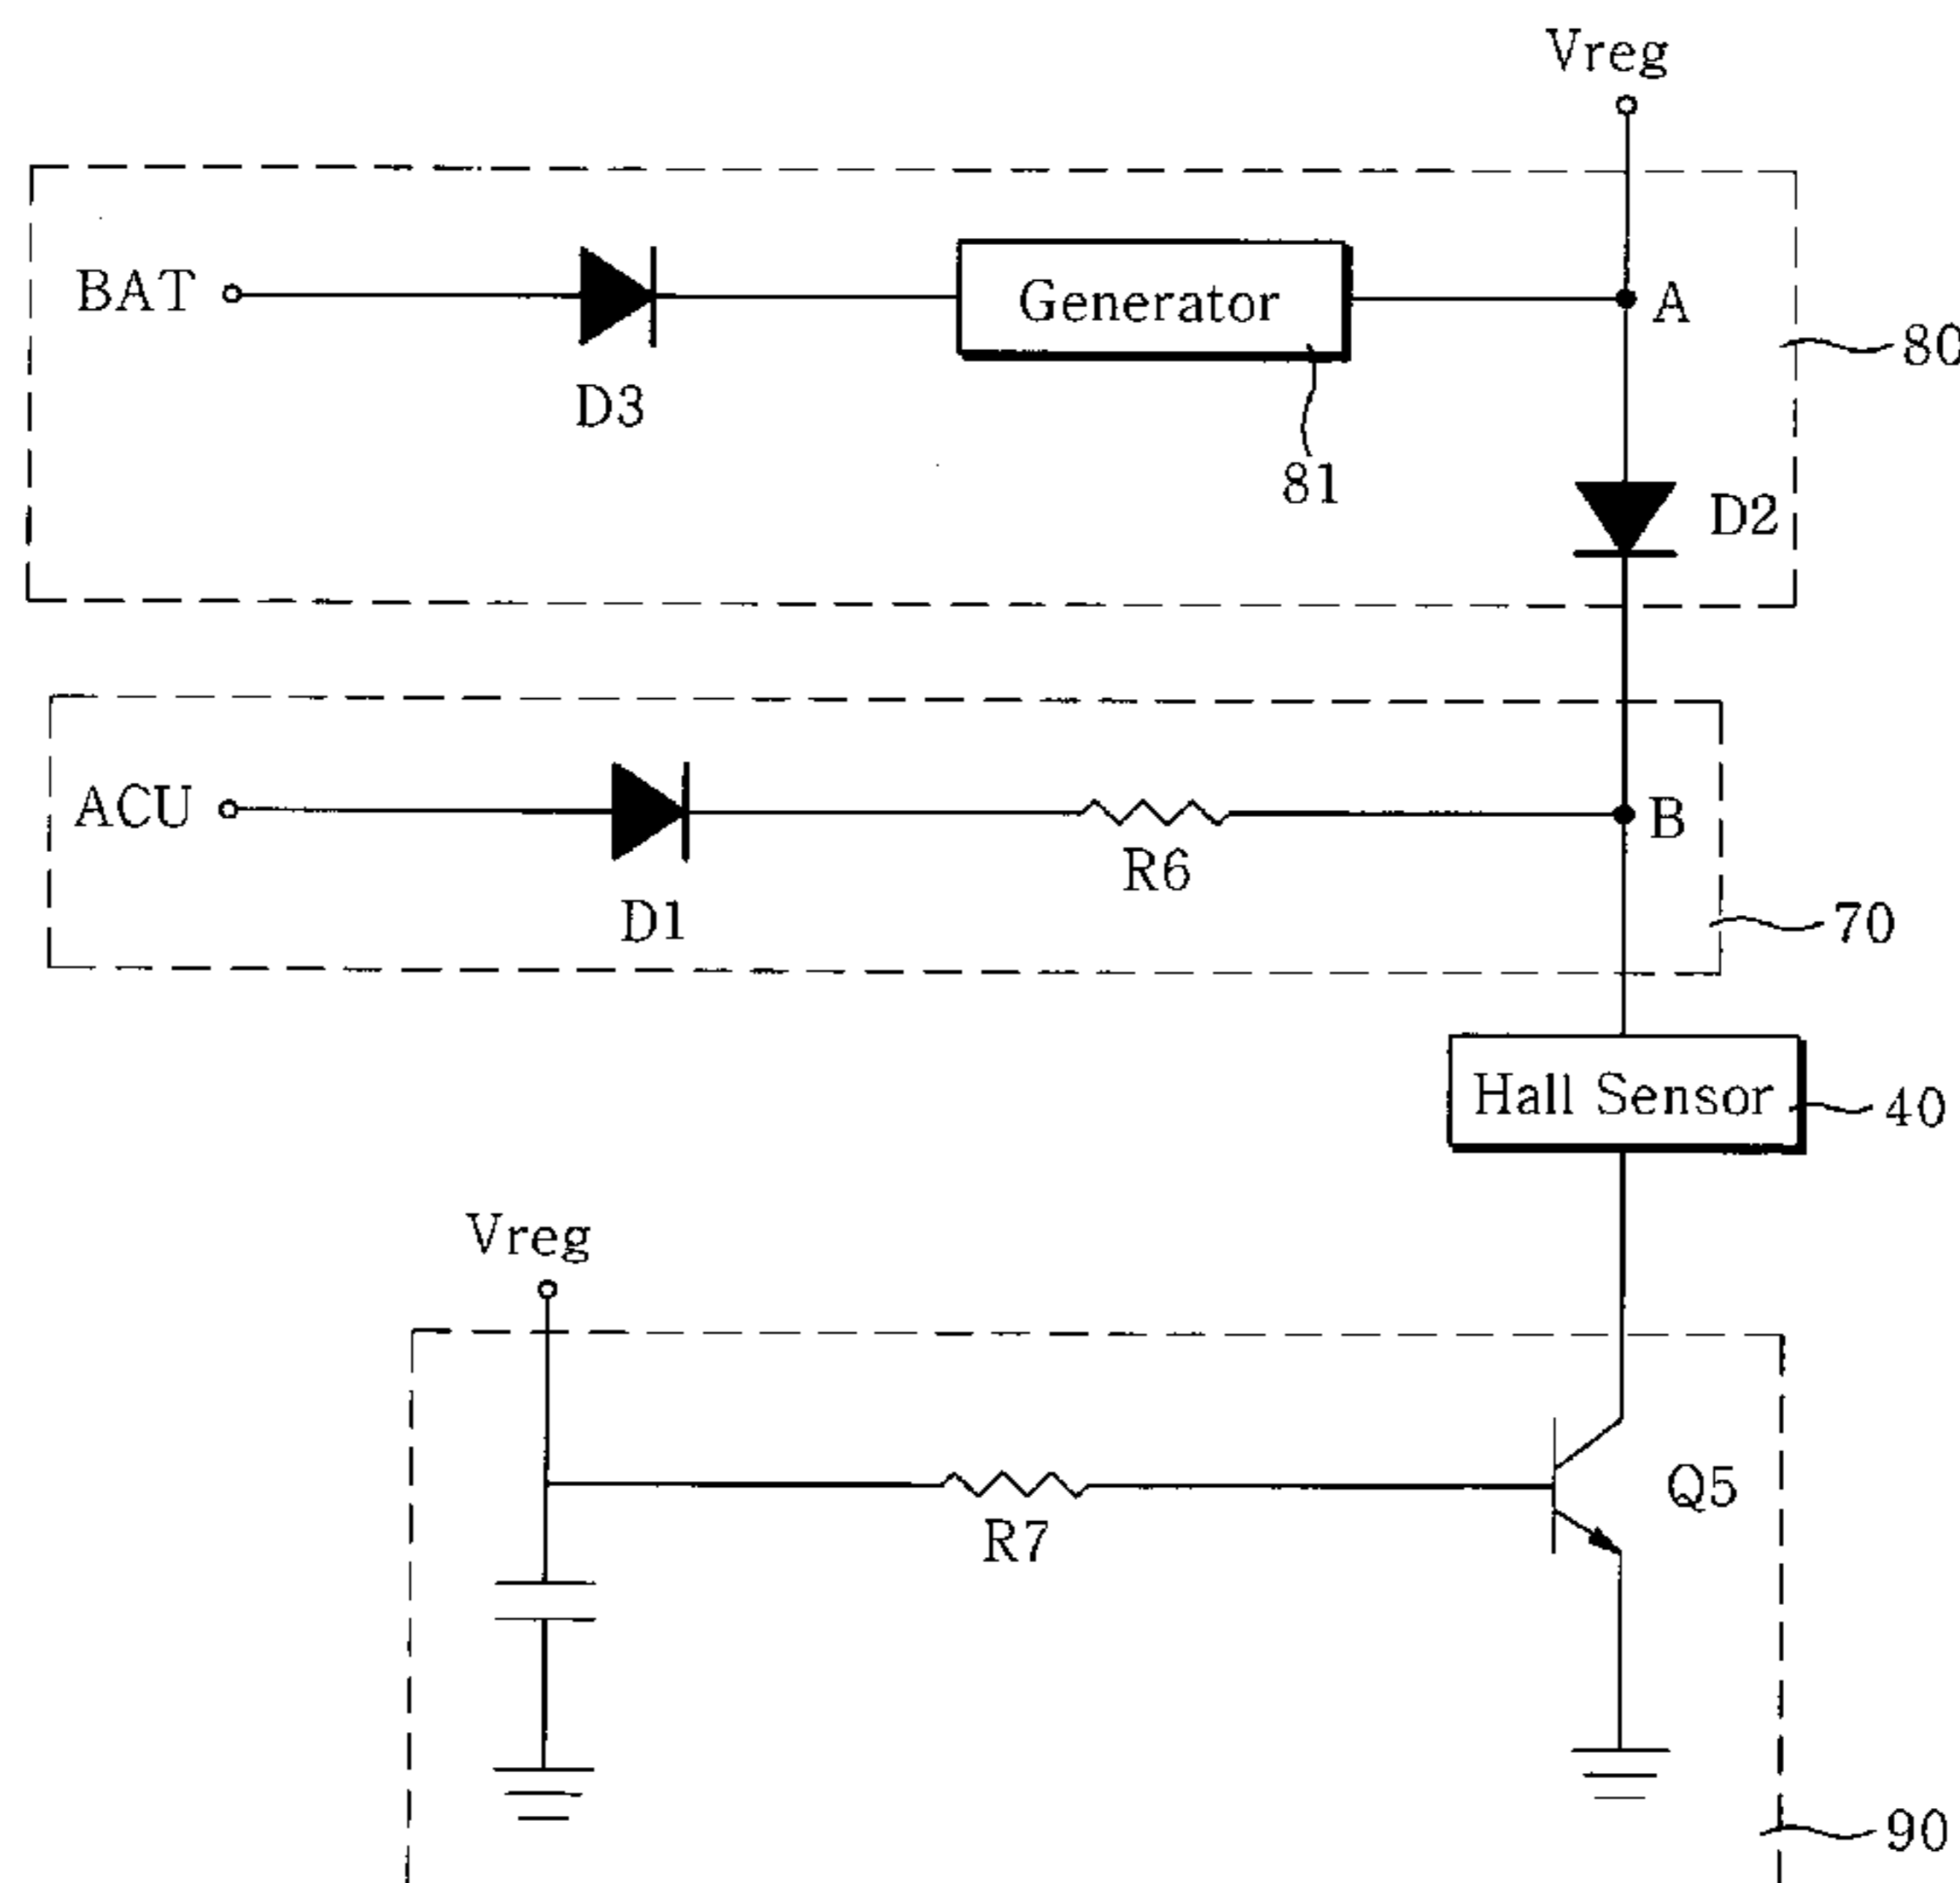 Vreg
BAT
Generator
A
80
D3
81
D2
ACU
B
R6
D1
70
Hall Sensor
40
Vreg
Q5
R7
90